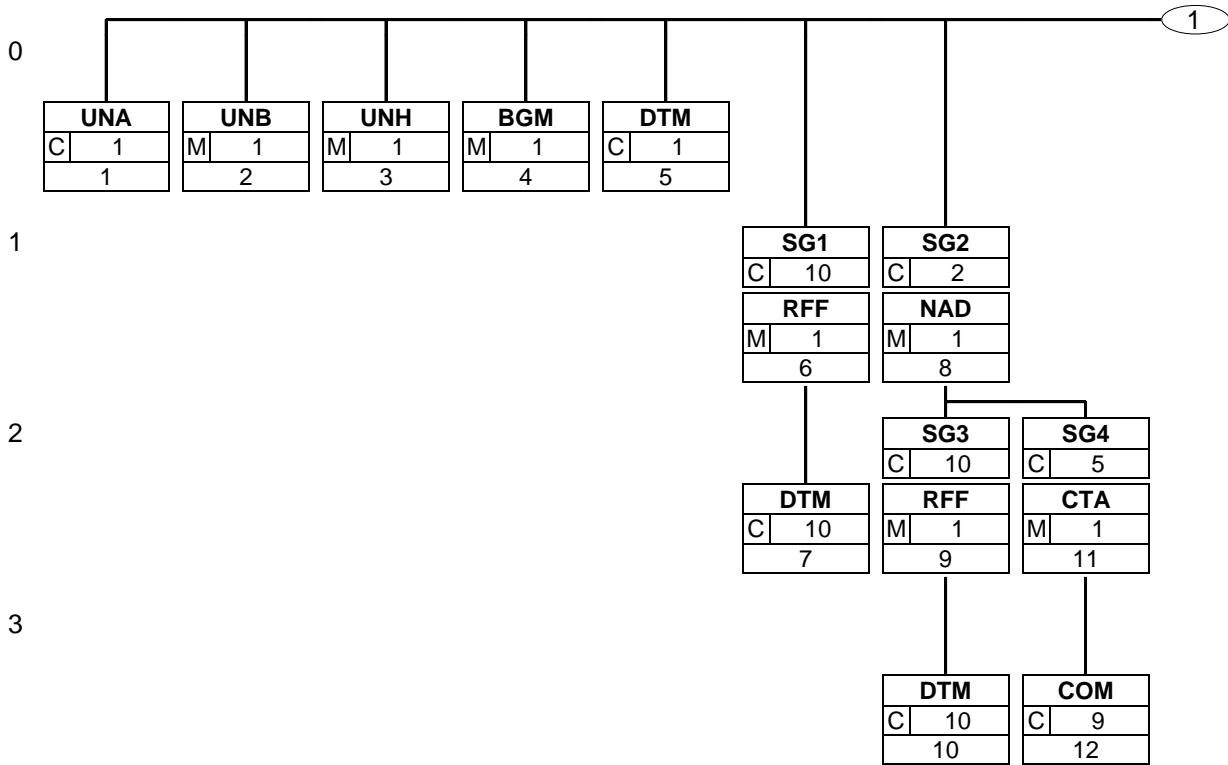 1
0
UNA UNB UNH BGM DTM
C 1 M 1 M 1 M 1 C 1
1 2 3 4 5
1
SG1 SG2
C 10 C 2
RFF NAD
M 1 M 1
6 8
2
SG3 SG4
C 10 C 5
DTM RFF CTA
C 10 M 1 M 1
7 9 11
3
DTM COM
C 10 C 9
10 12